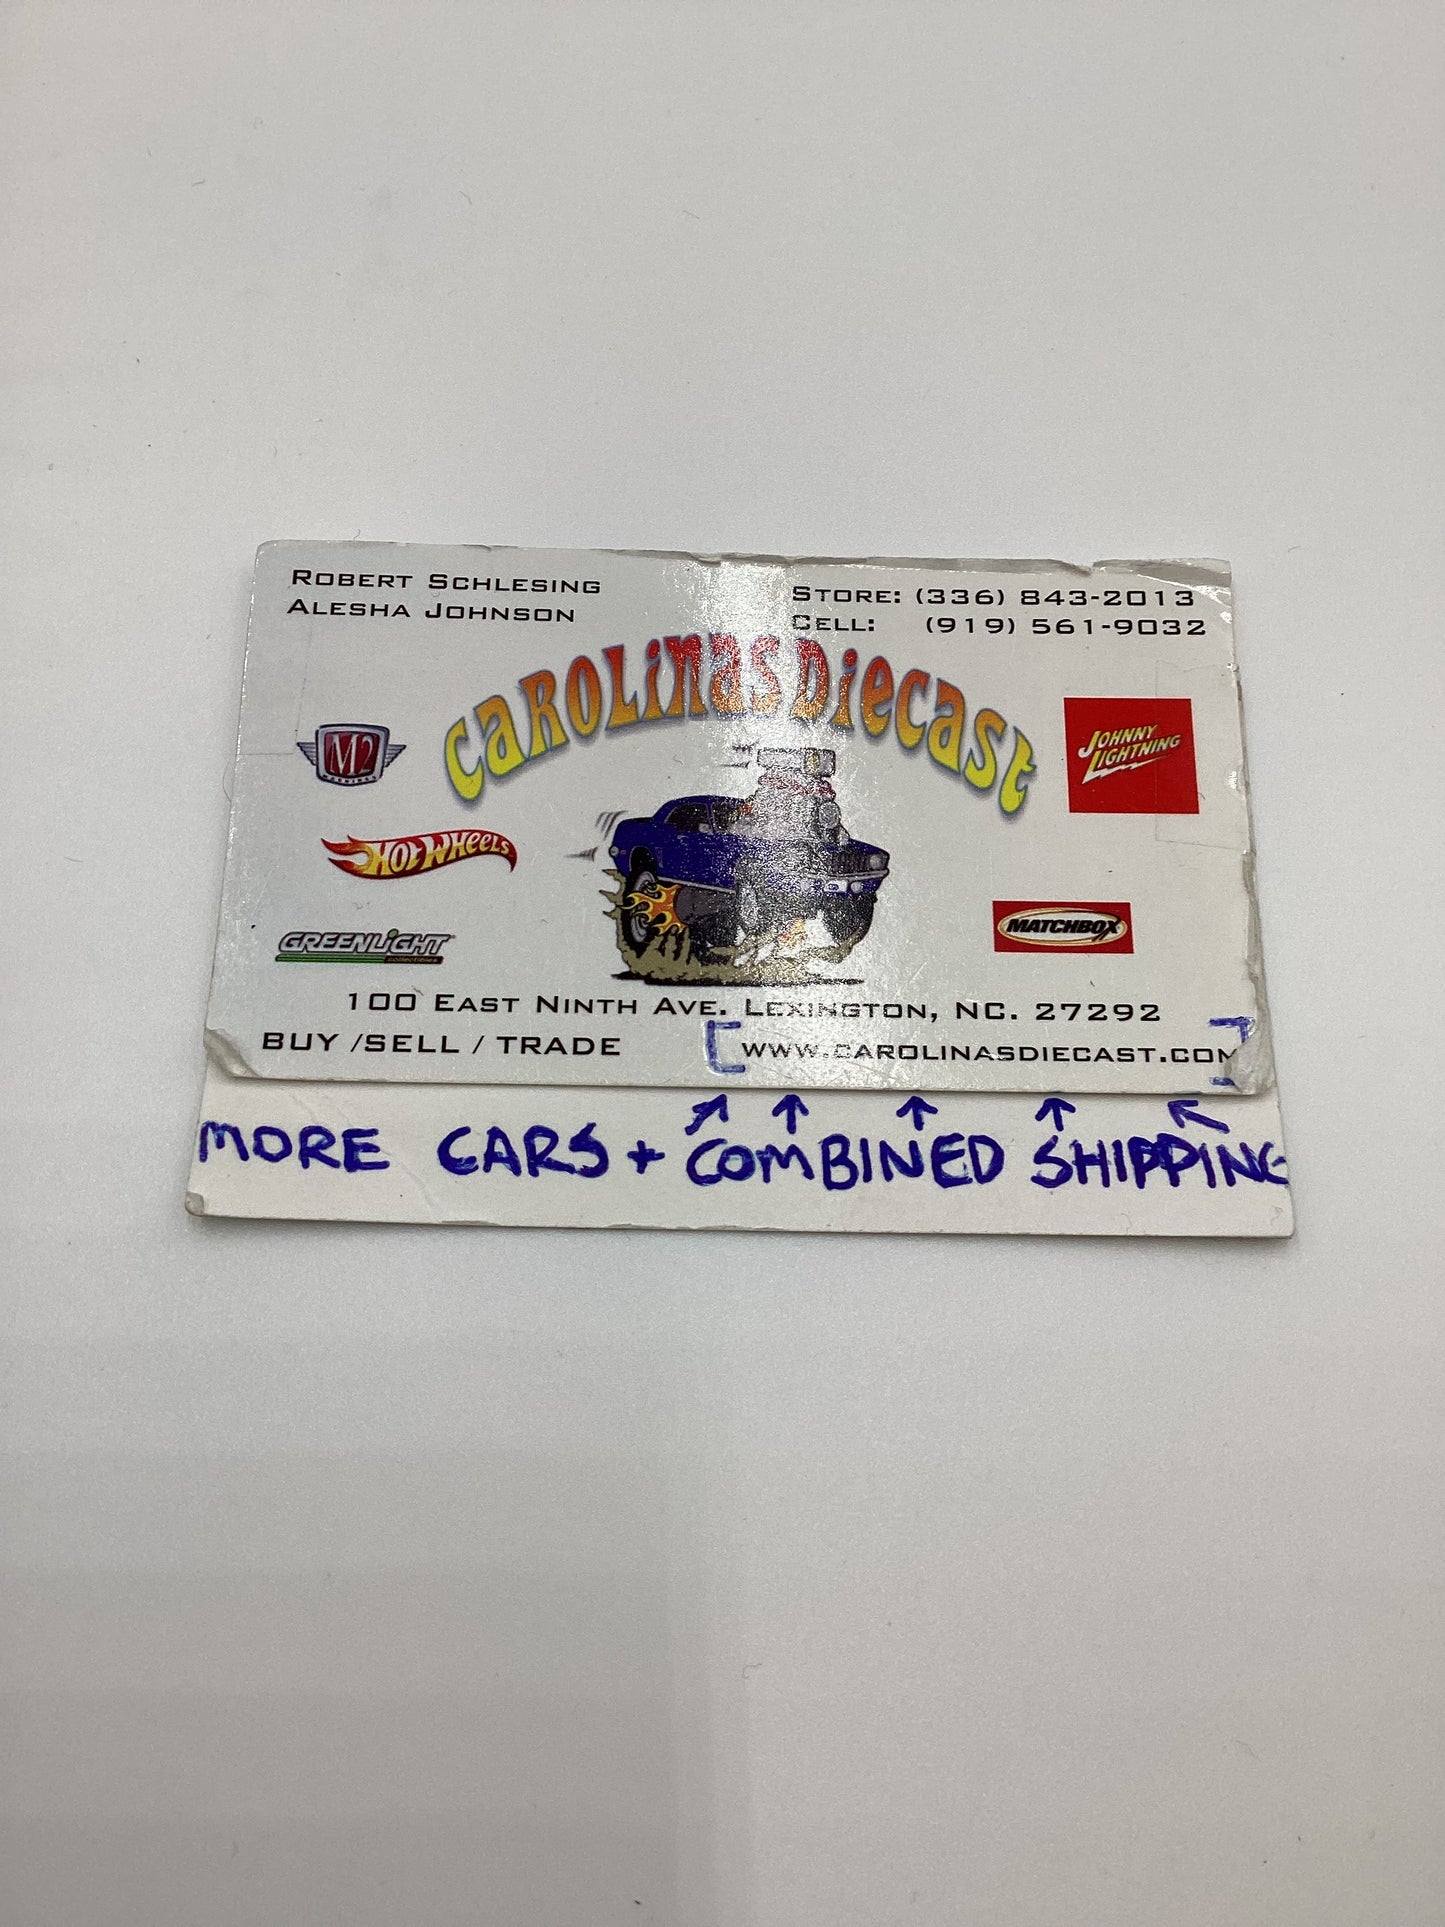 ROBERT SCHLESING
ALESHA JOHNSON
STORE: (336) 843-2013
CELL: (919) 561-9032
CAROLINAS DIECAST
M2
MACHINES
JOHNNY
LIGHTNING
HOT WHEELS
GREENLIGHT
collectibles
MATCHBOX
100 EAST NINTH AVE. LEXINGTON, NC. 27292
BUY /SELL / TRADE [WWW.CAROLINASDIECAST.COM]
MORE CARS + COMBINED SHIPPING